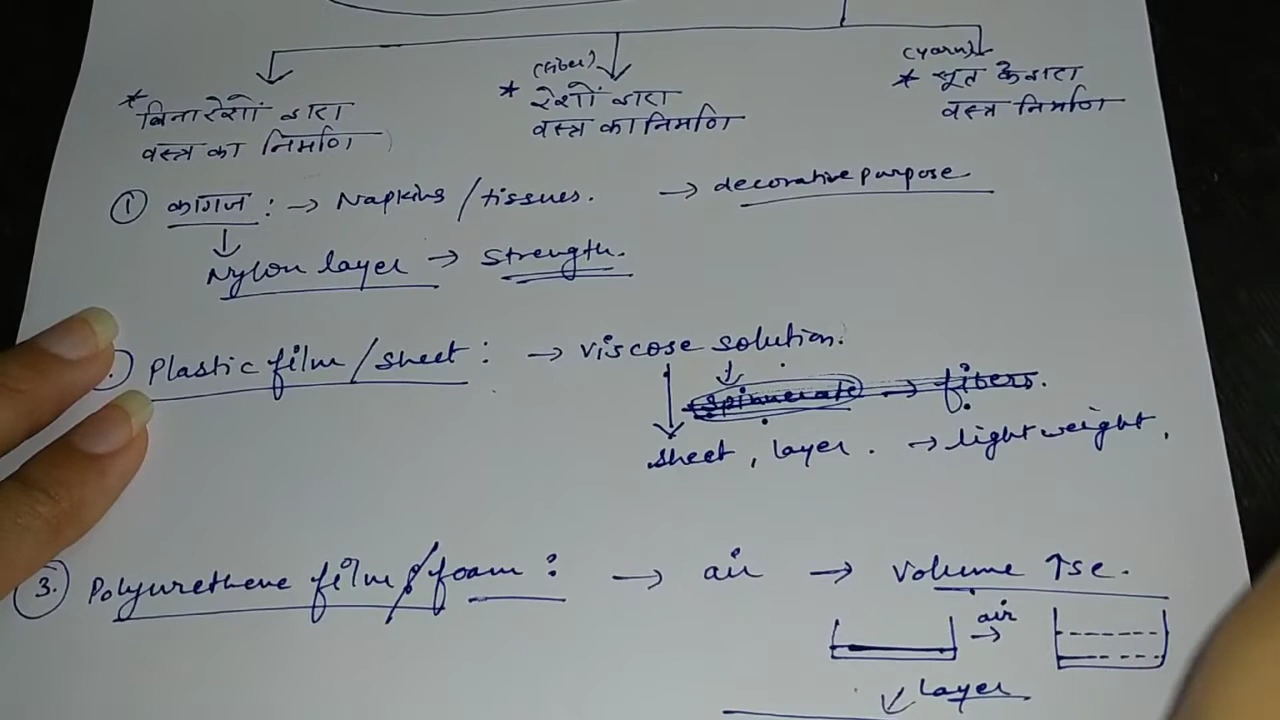 * बिना रेशों द्वारा
वस्त्र का निर्माण
(fiber)
* रेशों द्वारा
वस्त्र का निर्माण
(yarn)
* सूत के द्वारा
वस्त्र निर्माण
① कागज : → Napkins / tissues. → decorative purpose
↓
Nylon layer → strength.
Plastic film / sheet : → viscose solution.
↓
spinnerate → fibers.
sheet, layer. → light weight,
③. Polyurethene film / foam : → air → volume ↑se.
air
→
↓ layer